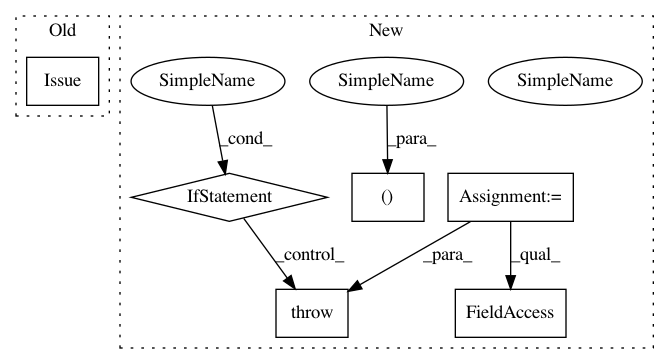 Old
New
Issue
SimpleName
SimpleName
SimpleName
_cond_
_para_
IfStatement
()
Assignment:=
_control_
_para_
_qual_
throw
FieldAccess